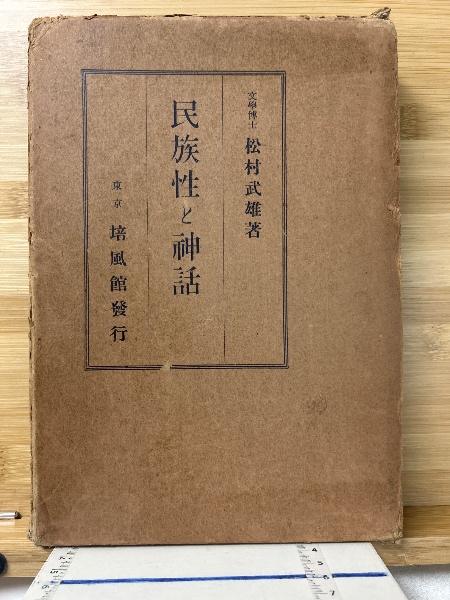 文學博士 松村武雄著
民族性と神話
東京 培風館發行